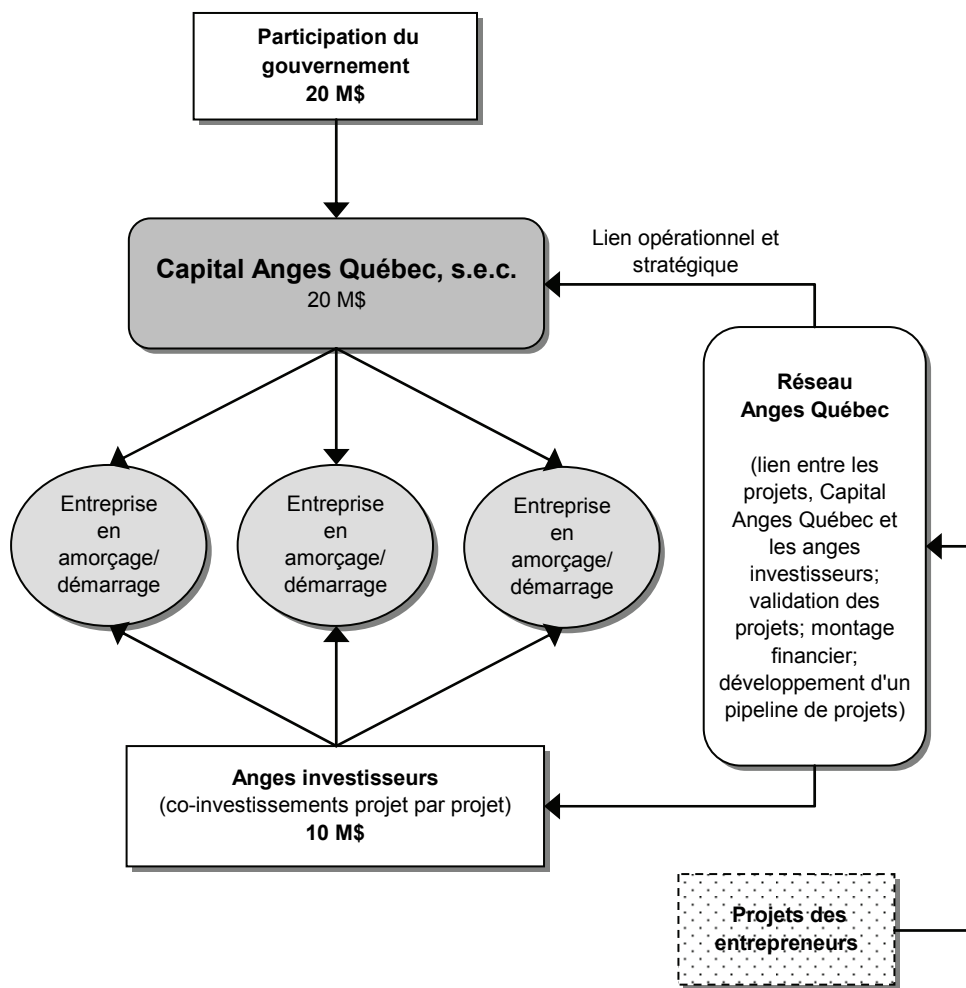 Participation du
gouvernement
20 M$
Capital Anges Québec, s.e.c.
20 M$
Lien opérationnel et
stratégique
Réseau
Anges Québec
(lien entre les
projets, Capital
Anges Québec et
les anges
investisseurs;
validation des
projets; montage
financier;
développement d'un
pipeline de projets)
Entreprise
en
amorçage/
démarrage
Entreprise
en
amorçage/
démarrage
Entreprise
en
amorçage/
démarrage
Anges investisseurs
(co-investissements projet par projet)
10 M$
Projets des
entrepreneurs